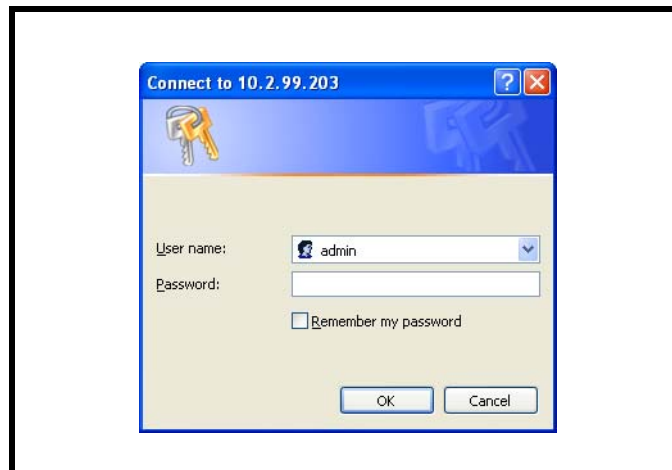 Connect to 10.2.99.203
User name:
admin
Password:
Remember my password
OK
Cancel